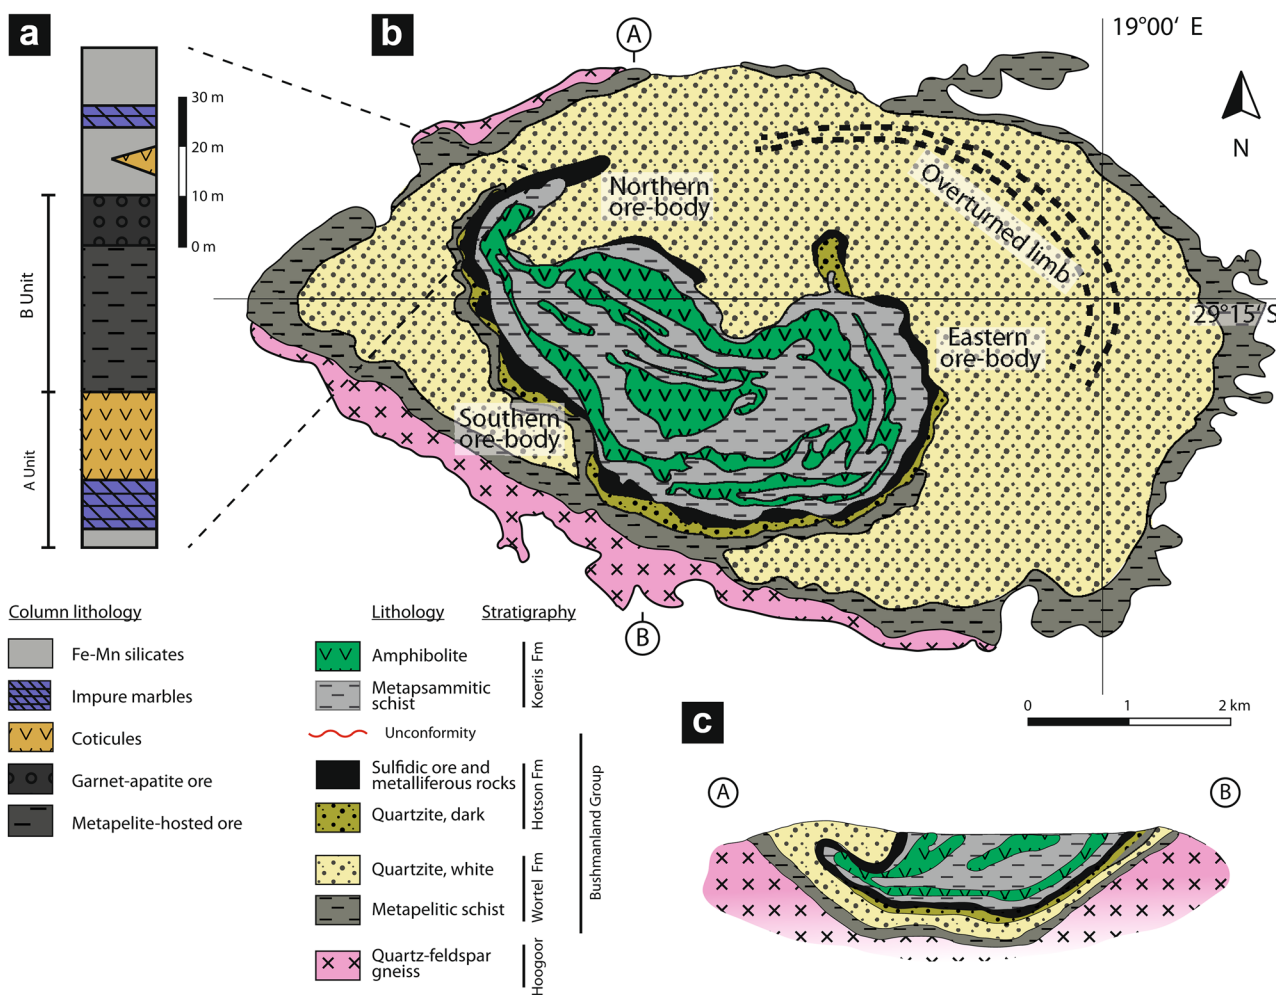 a
30 m
20 m
10 m
0 m
B Unit
A Unit
b
A
19°00' E
N
Northern
ore-body
Overturned limb
29°15' S
Eastern
ore-body
Southern
ore-body
B
Column lithology
Fe-Mn silicates
Impure marbles
Coticules
Garnet-apatite ore
Metapelite-hosted ore
Lithology
Stratigraphy
Amphibolite
Metapsammitic
schist
Koeris Fm
Unconformity
Sulfidic ore and
metalliferous rocks
Quartzite, dark
Hotson Fm
Quartzite, white
Metapelitic schist
Wortel Fm
Bushmanland Group
Quartz-feldspar
gneiss
Hoogoor
c
0 1 2 km
A
B